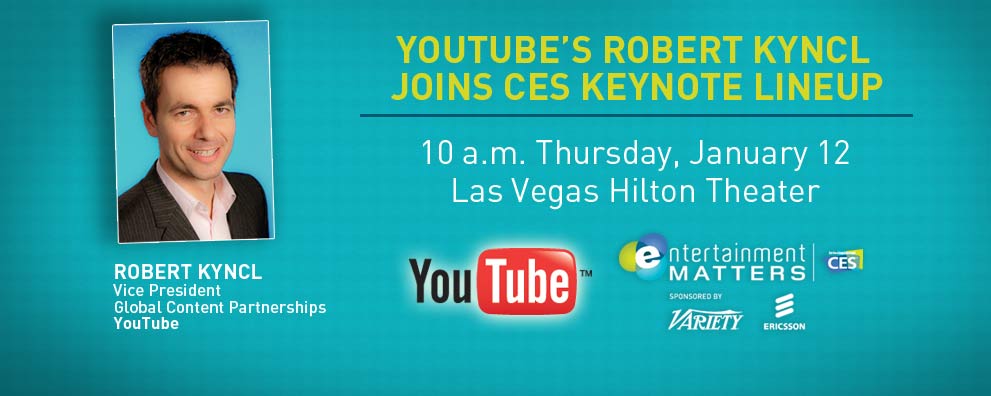 YOUTUBE'S ROBERT KYNCL
JOINS CES KEYNOTE LINEUP
10 a.m. Thursday, January 12
Las Vegas Hilton Theater
ROBERT KYNCL
Vice President
Global Content Partnerships
YouTube
YouTube™
entertainment
MATTERS
CES
SPONSORED BY
VARIETY
ERICSSON